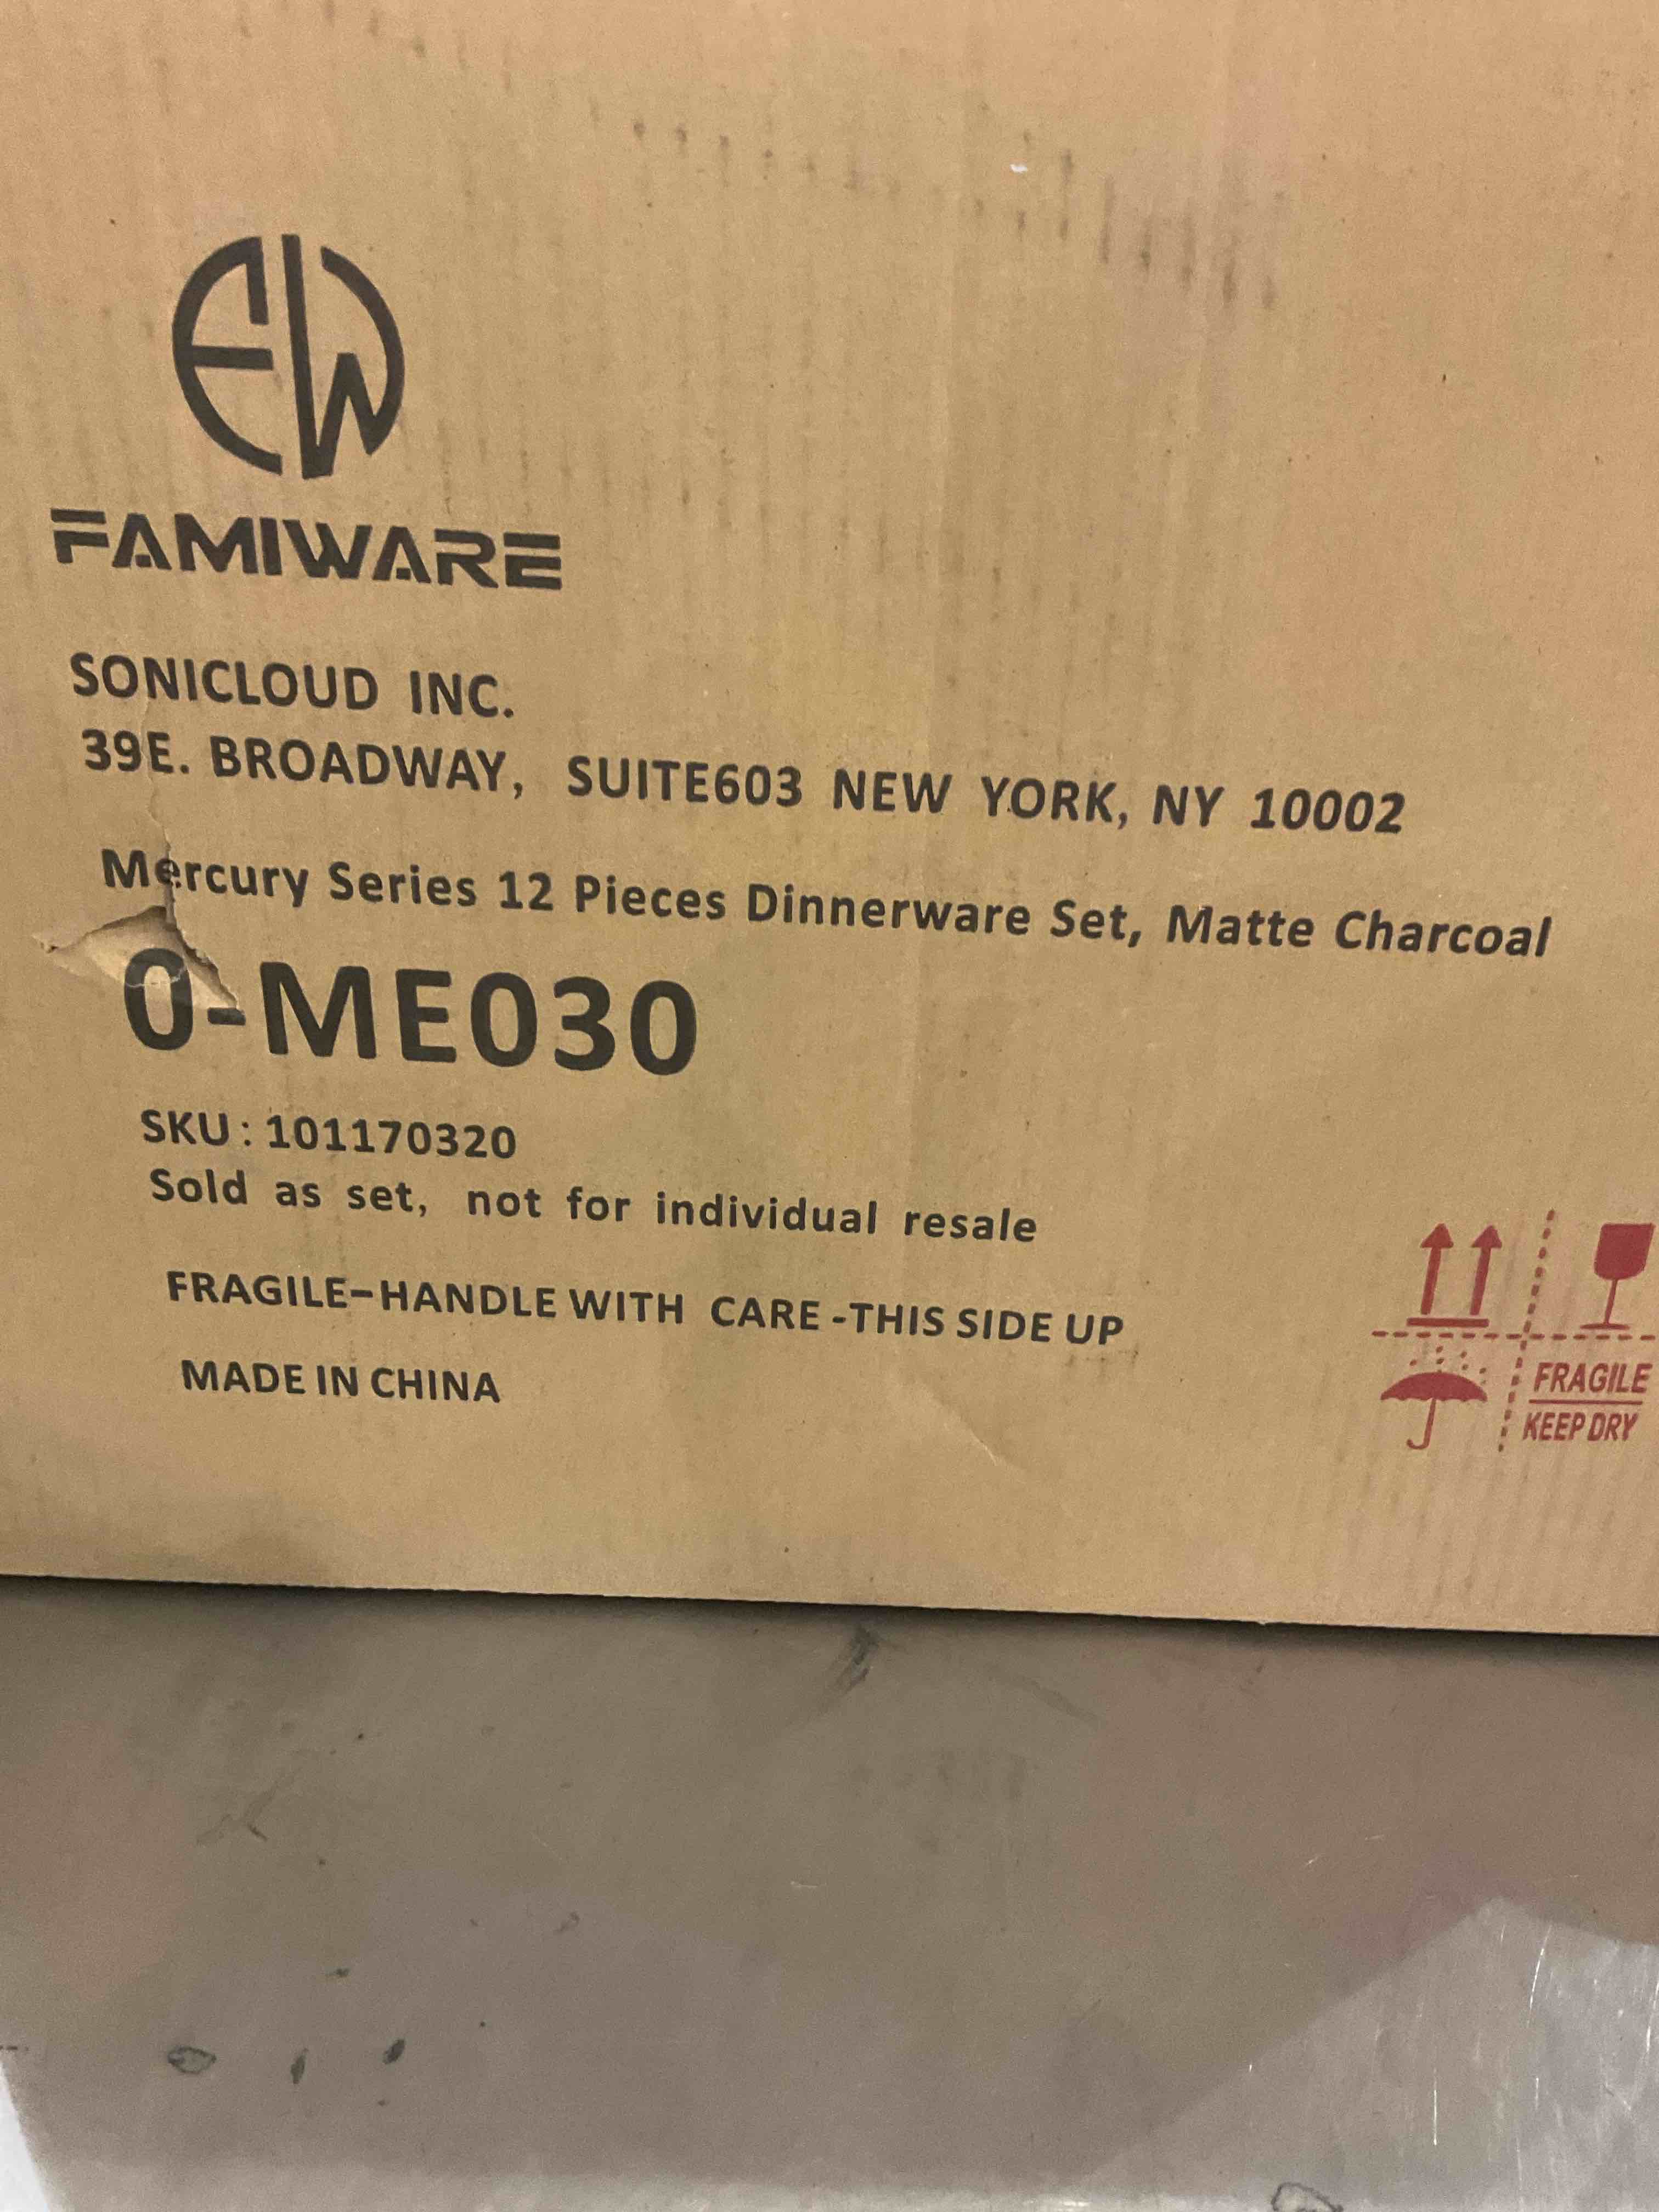 FW
FAMIWARE
SONICLOUD INC.
39E. BROADWAY, SUITE603 NEW YORK, NY 10002
Mercury Series 12 Pieces Dinnerware Set, Matte Charcoal
0-ME030
SKU: 101170320
Sold as set, not for individual resale
FRAGILE-HANDLE WITH CARE -THIS SIDE UP
MADE IN CHINA
FRAGILE
KEEP DRY